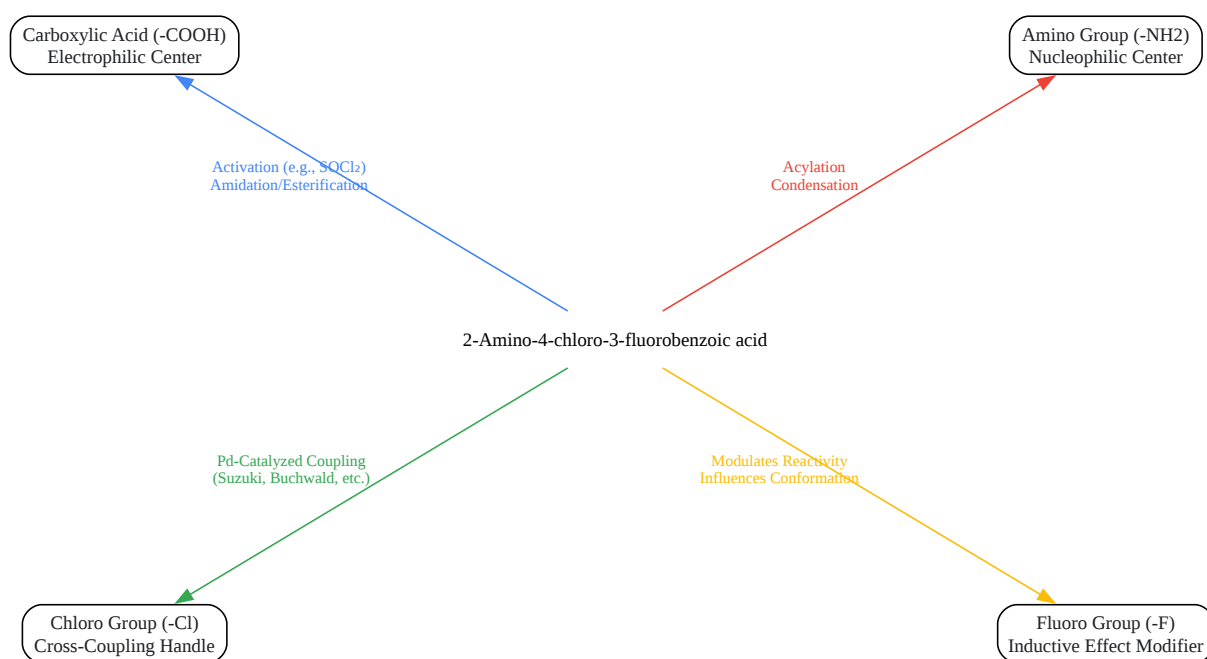 Carboxylic Acid (-COOH)
Electrophilic Center
Amino Group (-NH2)
Nucleophilic Center
Activation (e.g., SOCl₂)
Amidation/Esterification
Acylation
Condensation
2-Amino-4-chloro-3-fluorobenzoic acid
Pd-Catalyzed Coupling
(Suzuki, Buchwald, etc.)
Modulates Reactivity
Influences Conformation
Chloro Group (-Cl)
Cross-Coupling Handle
Fluoro Group (-F)
Inductive Effect Modifier